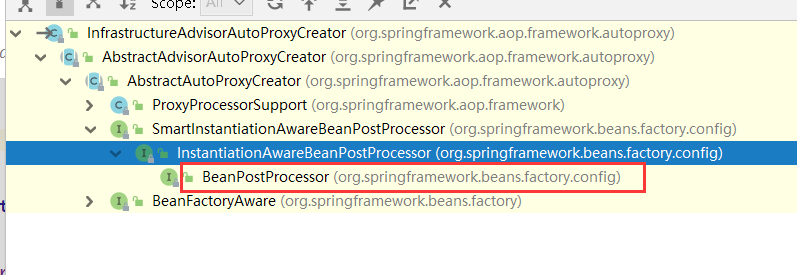 Scope: All
InfrastructureAdvisorAutoProxyCreator (org.springframework.aop.framework.autoproxy)
AbstractAdvisorAutoProxyCreator (org.springframework.aop.framework.autoproxy)
AbstractAutoProxyCreator (org.springframework.aop.framework.autoproxy)
ProxyProcessorSupport (org.springframework.aop.framework)
SmartInstantiationAwareBeanPostProcessor (org.springframework.beans.factory.config)
InstantiationAwareBeanPostProcessor (org.springframework.beans.factory.config)
BeanPostProcessor (org.springframework.beans.factory.config)
BeanFactoryAware (org.springframework.beans.factory)